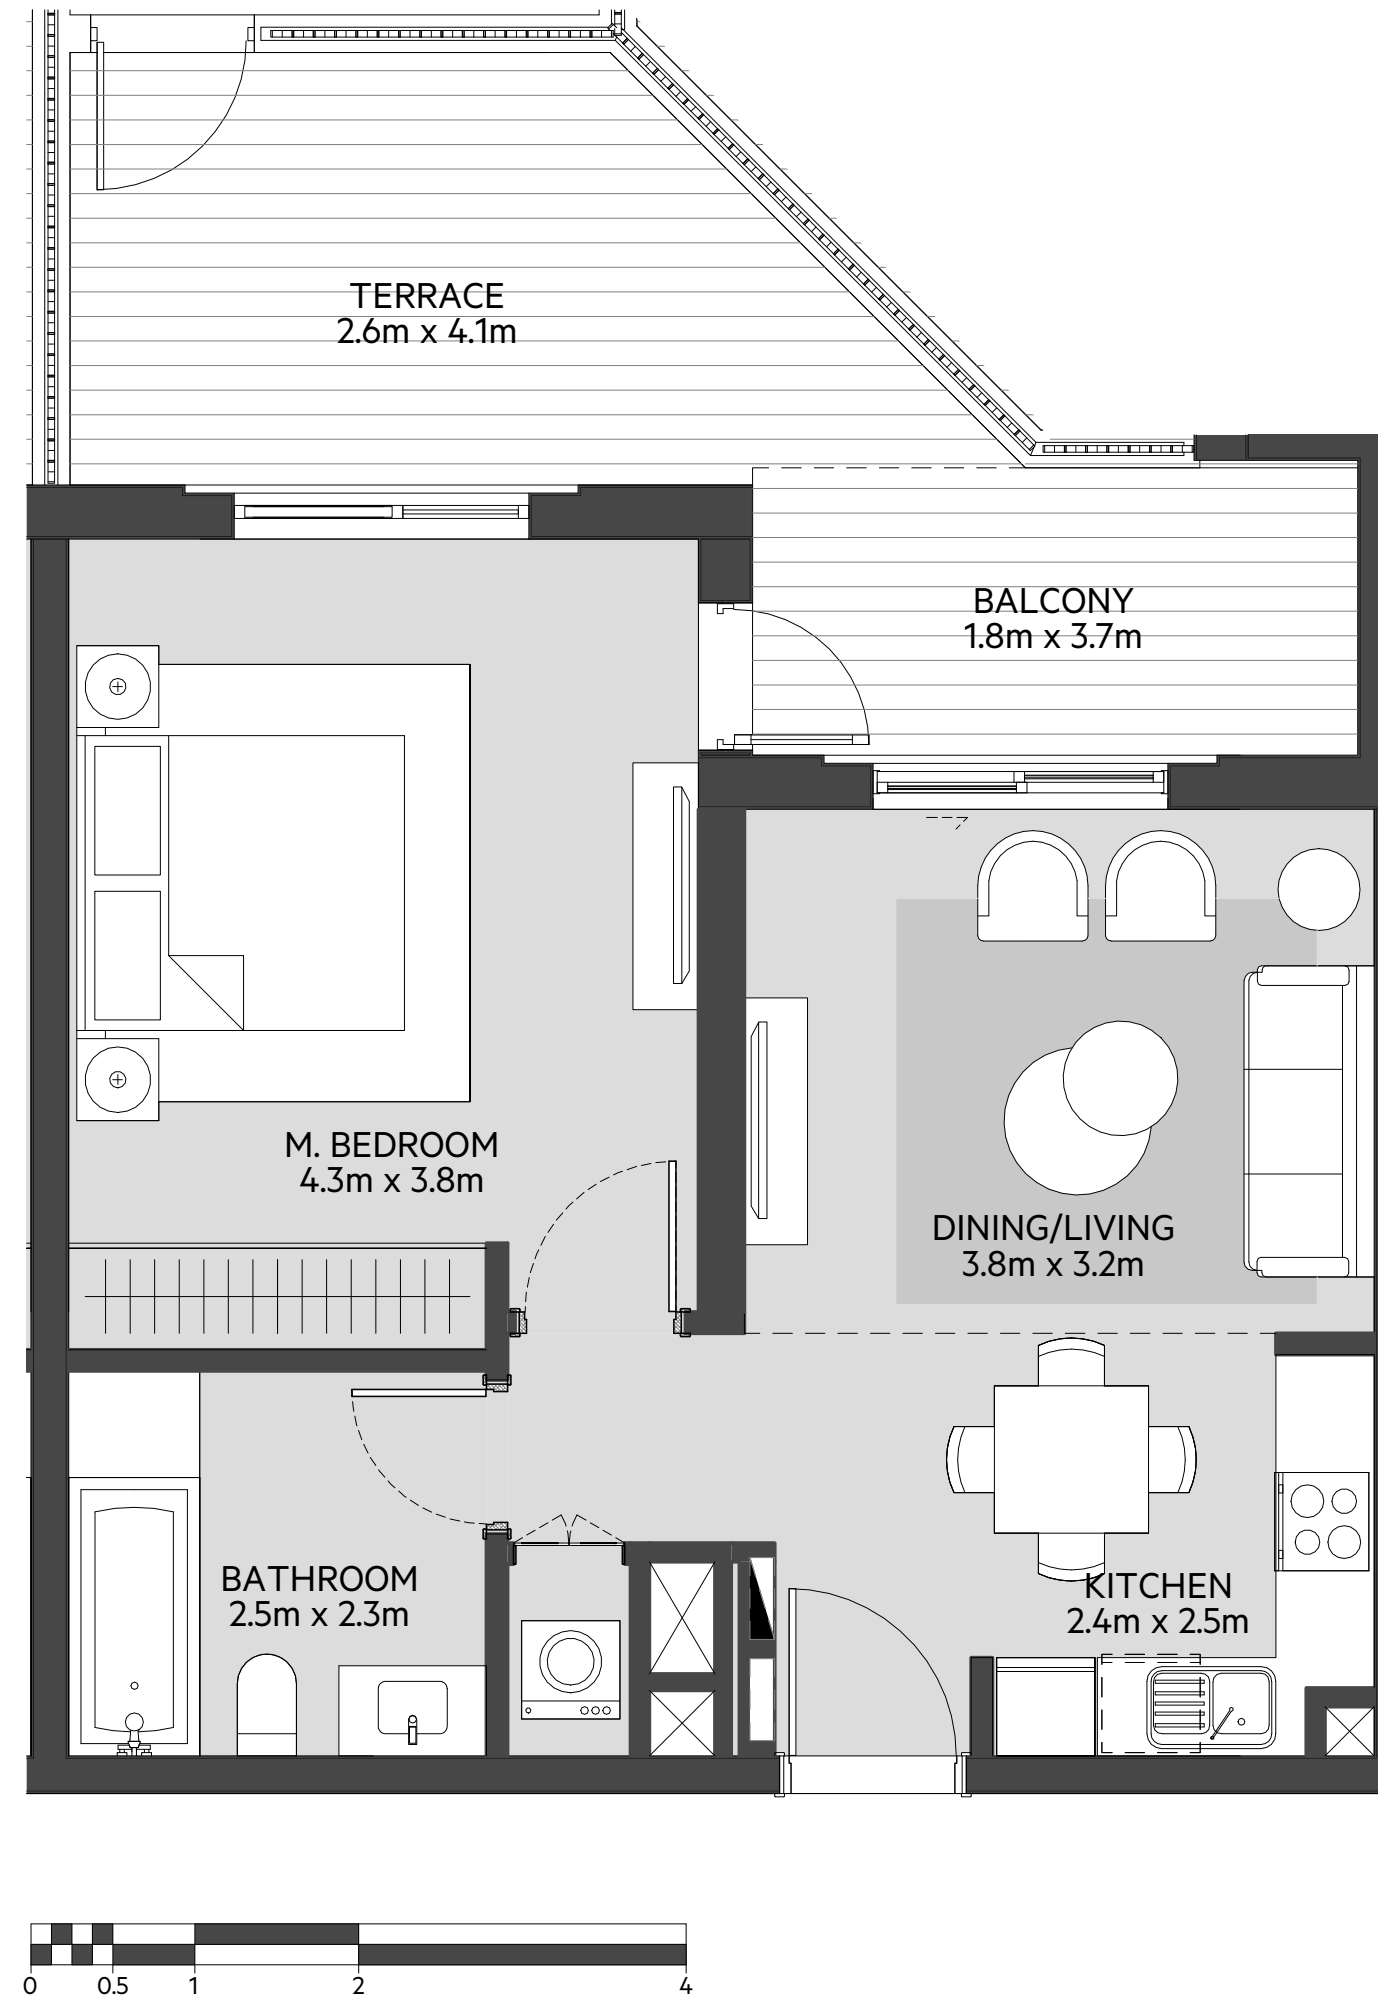 TERRACE
2.6m x 4.1m
BALCONY
1.8m x 3.7m
M. BEDROOM
4.3m x 3.8m
DINING/LIVING
3.8m x 3.2m
BATHROOM
2.5m x 2.3m
KITCHEN
2.4m x 2.5m
0 0.5 1 2 4